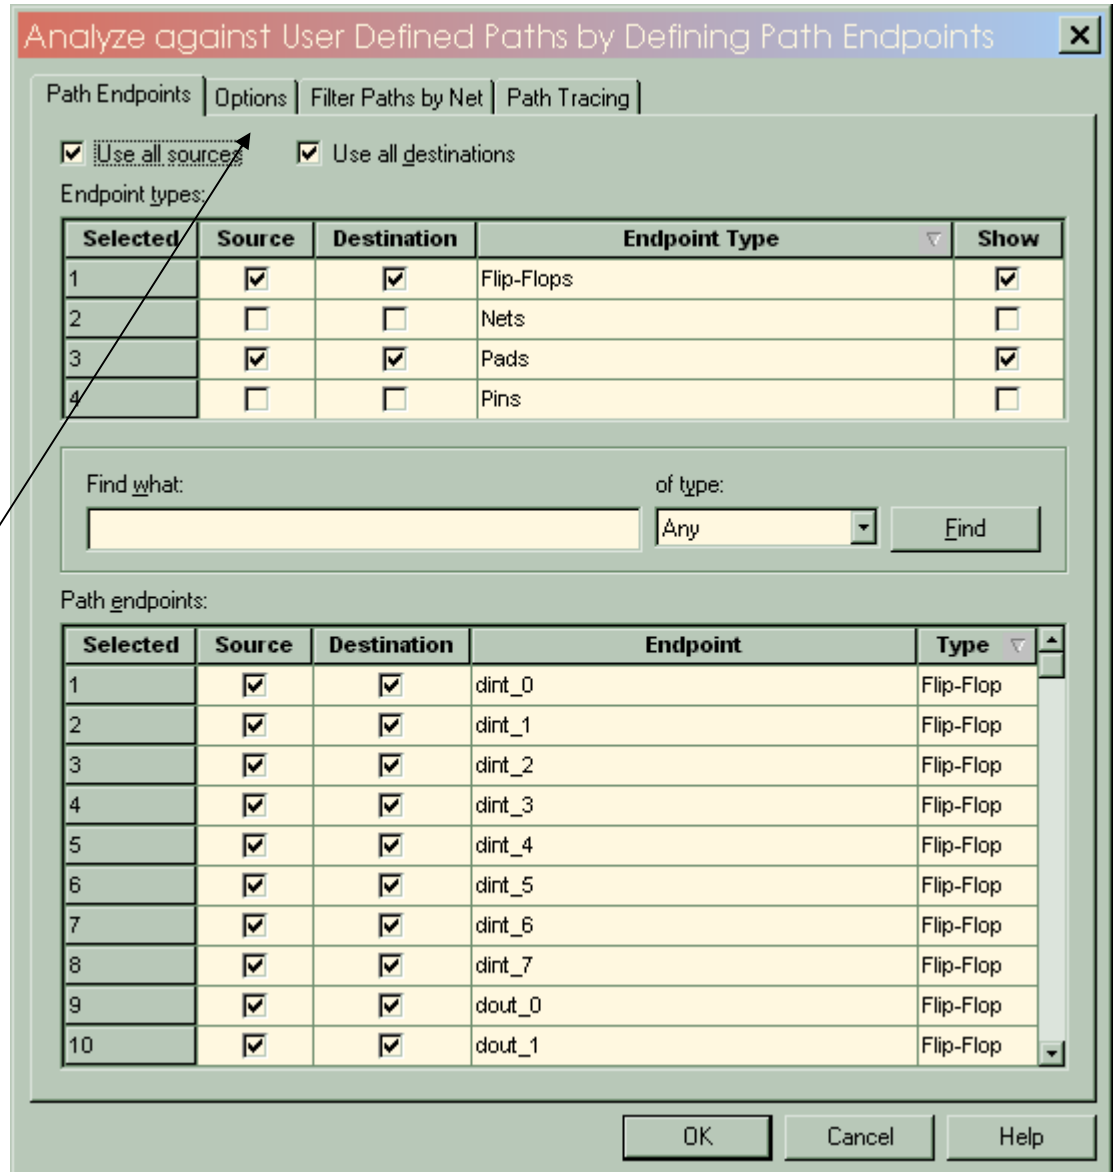 Analyze against User Defined Paths by Defining Path Endpoints
Path Endpoints Options Filter Paths by Net Path Tracing
Use all sources Use all destinations
Endpoint types:
Selected Source Destination Endpoint Type Show
1 Flip-Flops
2 Nets
3 Pads
4 Pins
Find what: of type:
Any Find
Path endpoints:
Selected Source Destination Endpoint Type
1 dint_0 Flip-Flop
2 dint_1 Flip-Flop
3 dint_2 Flip-Flop
4 dint_3 Flip-Flop
5 dint_4 Flip-Flop
6 dint_5 Flip-Flop
7 dint_6 Flip-Flop
8 dint_7 Flip-Flop
9 dout_0 Flip-Flop
10 dout_1 Flip-Flop
OK Cancel Help